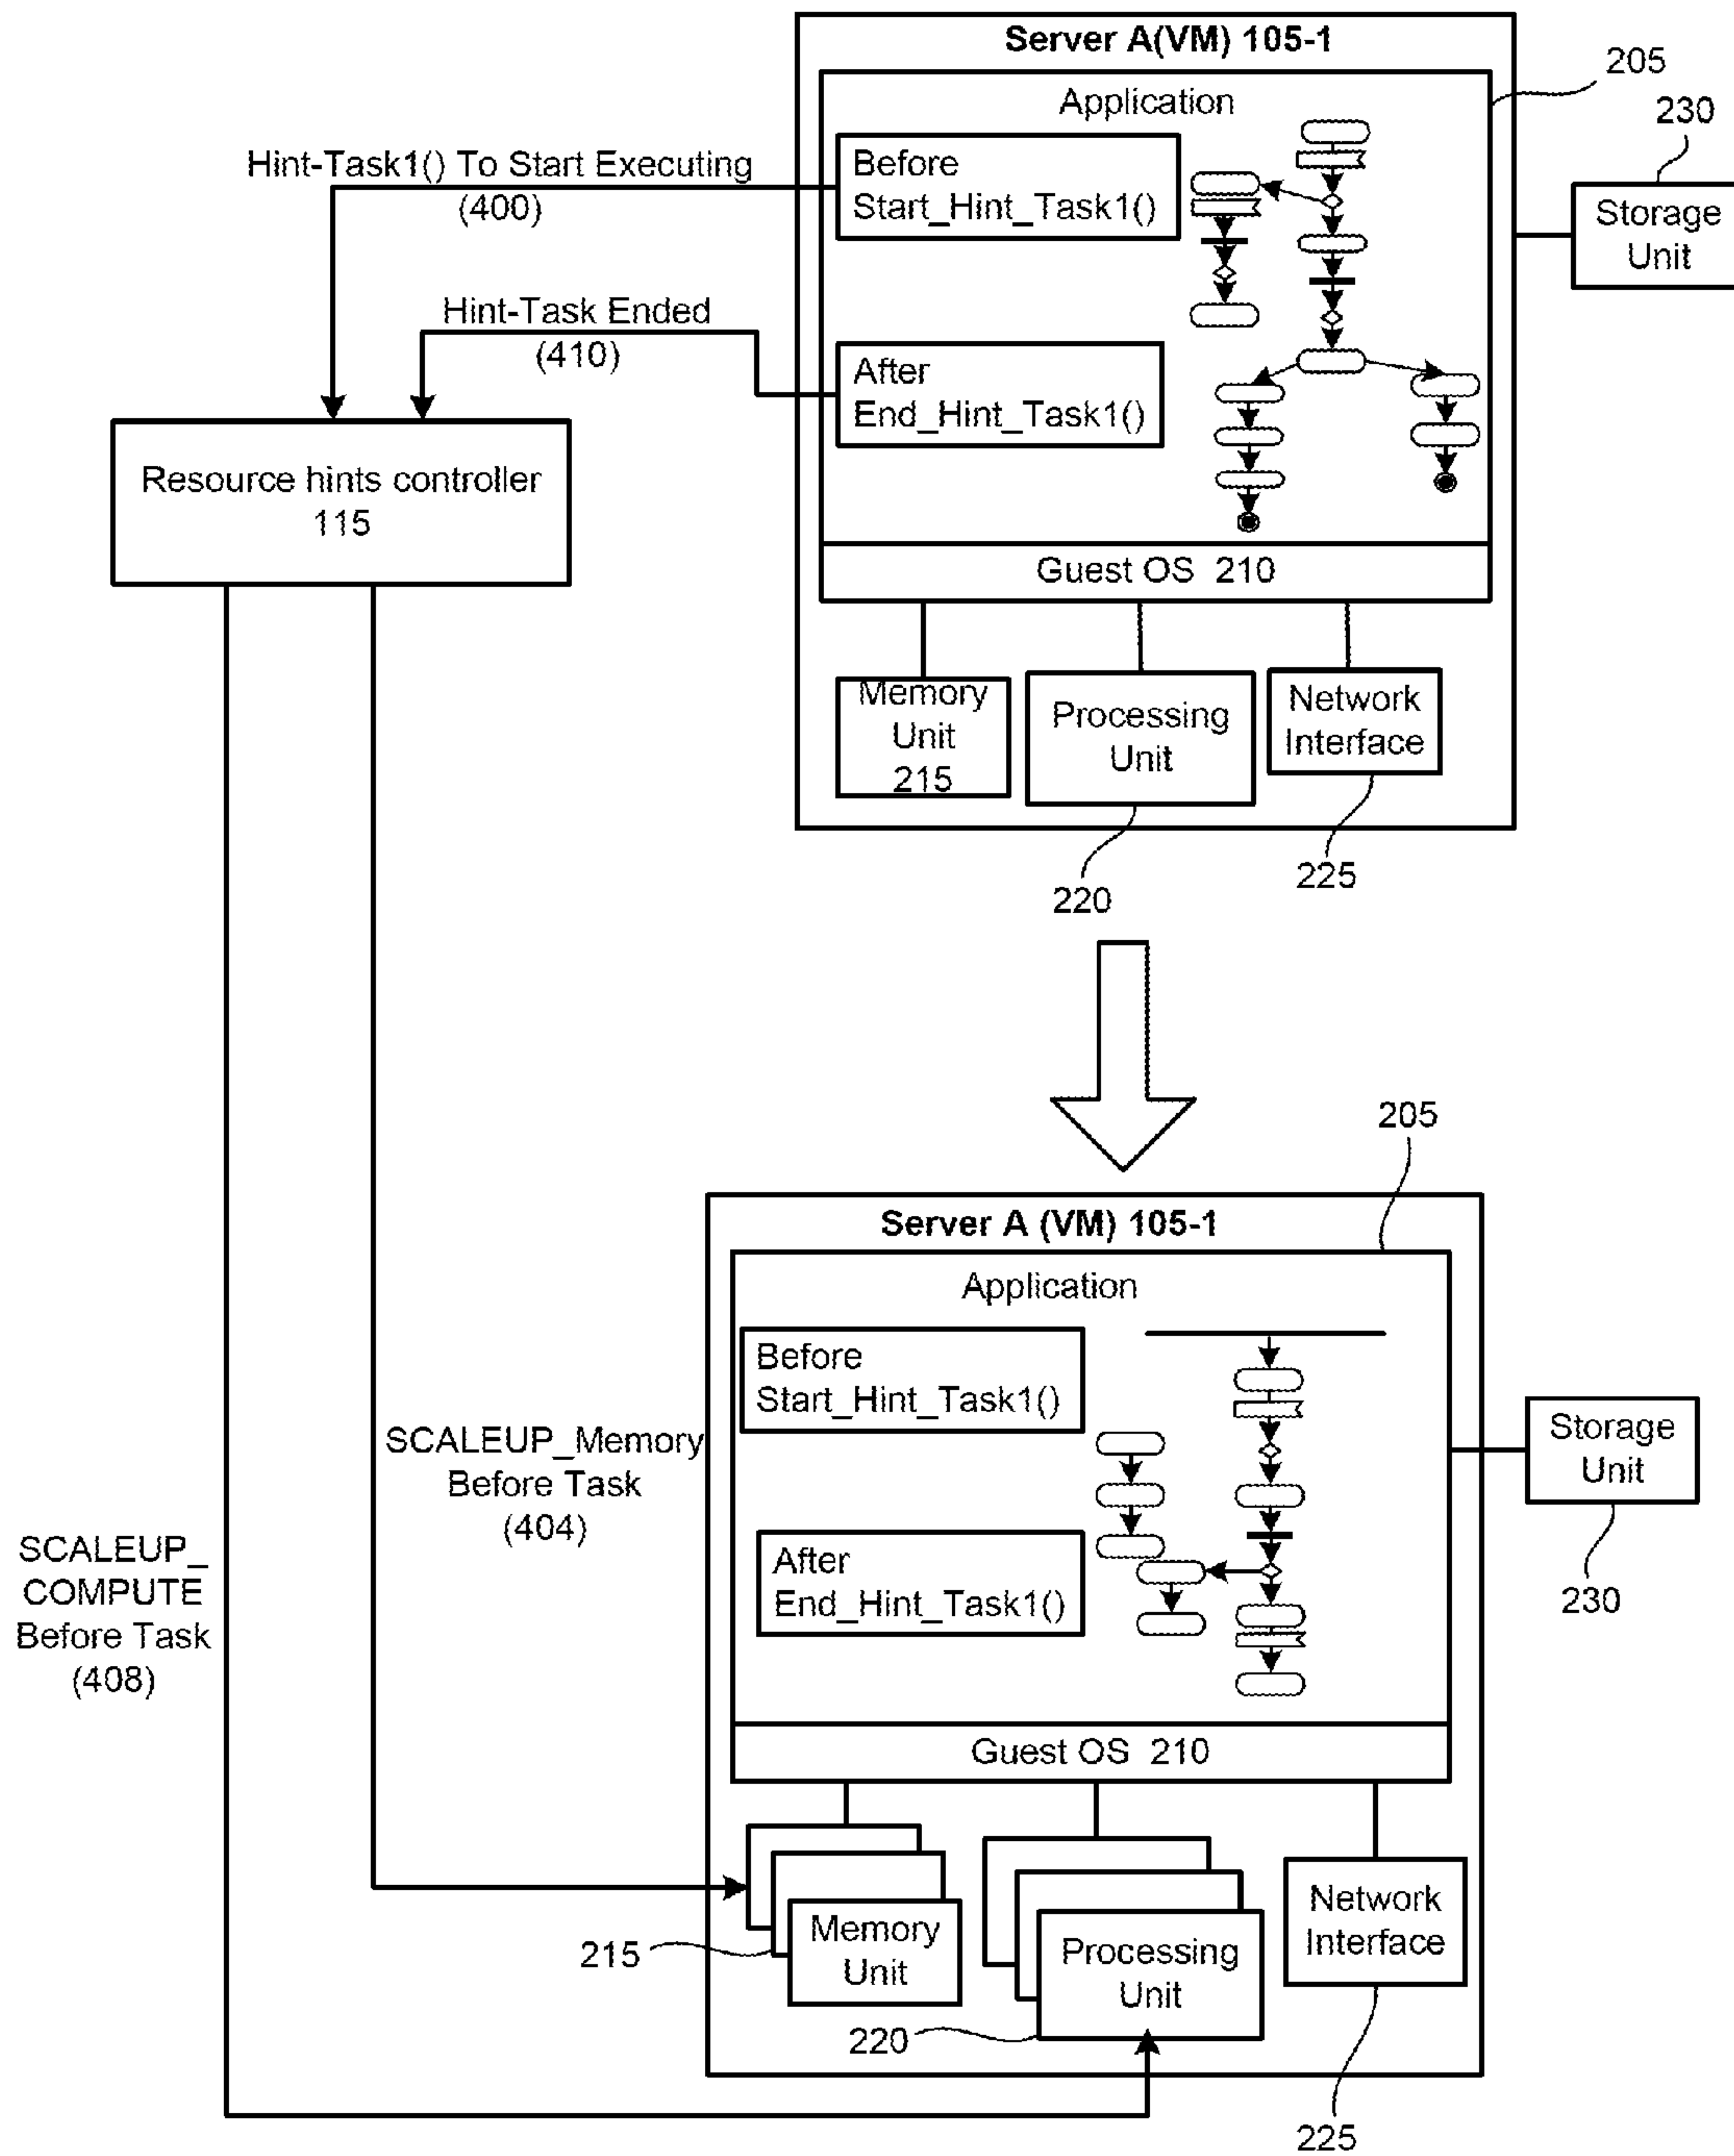 Server A(VM) 105-1
205
Application
230
Hint-Task1() To Start Executing
(400)
Before
Start_Hint_Task1()
Storage
Unit
Hint-Task Ended
(410)
After
End_Hint_Task1()
Resource hints controller
115
Guest OS 210
Memory
Unit
215
Processing
Unit
Network
Interface
220
225
205
Server A (VM) 105-1
Application
Before
Start_Hint_Task1()
SCALEUP_Memory
Before Task
(404)
Storage
Unit
SCALEUP_
COMPUTE
Before Task
(408)
After
End_Hint_Task1()
230
Guest OS 210
215
Memory
Unit
Processing
Unit
Network
Interface
220
225